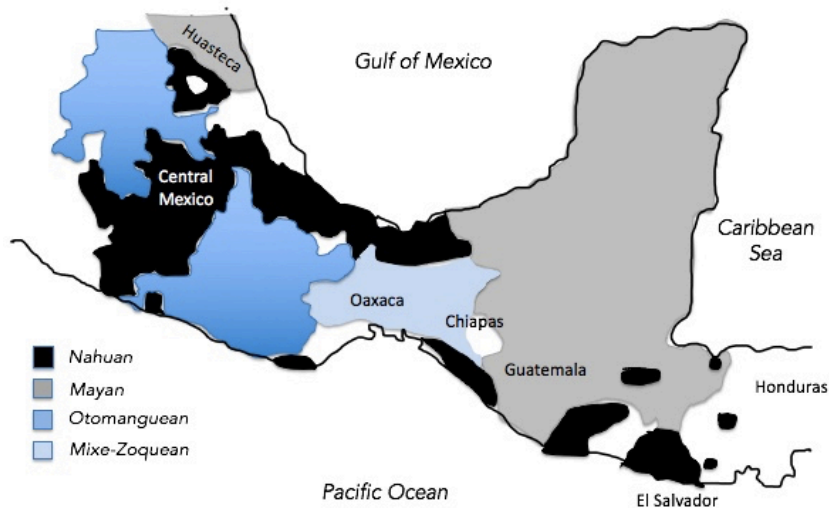 Huasteca
Gulf of Mexico
Central
Mexico
Caribbean
Sea
Oaxaca
Chiapas
Guatemala
Honduras
Nahuan
Mayan
Otomanguean
Mixe-Zoquean
Pacific Ocean
El Salvador